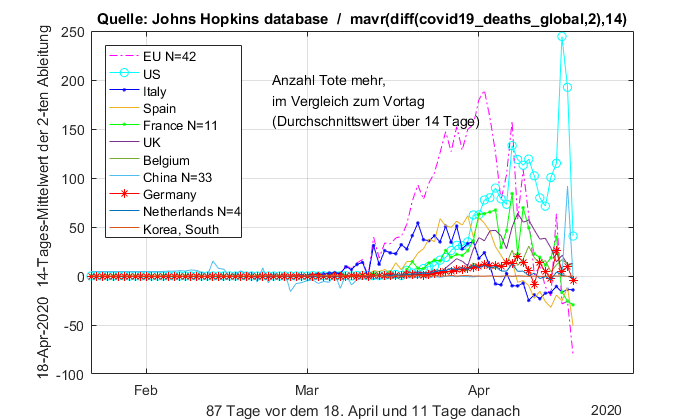 Quelle: Johns Hopkins database / mavr(diff(covid19_deaths_global,2),14)
18-Apr-2020 14-Tages-Mittelwert der 2-ten Ableitung
250
200
150
100
50
0
-50
-100
EU N=42
US
Italy
Spain
France N=11
UK
Belgium
China N=33
Germany
Netherlands N=4
Korea, South
Anzahl Tote mehr,
im Vergleich zum Vortag
(Durchschnittswert über 14 Tage)
Feb Mar Apr
87 Tage vor dem 18. April und 11 Tage danach
2020